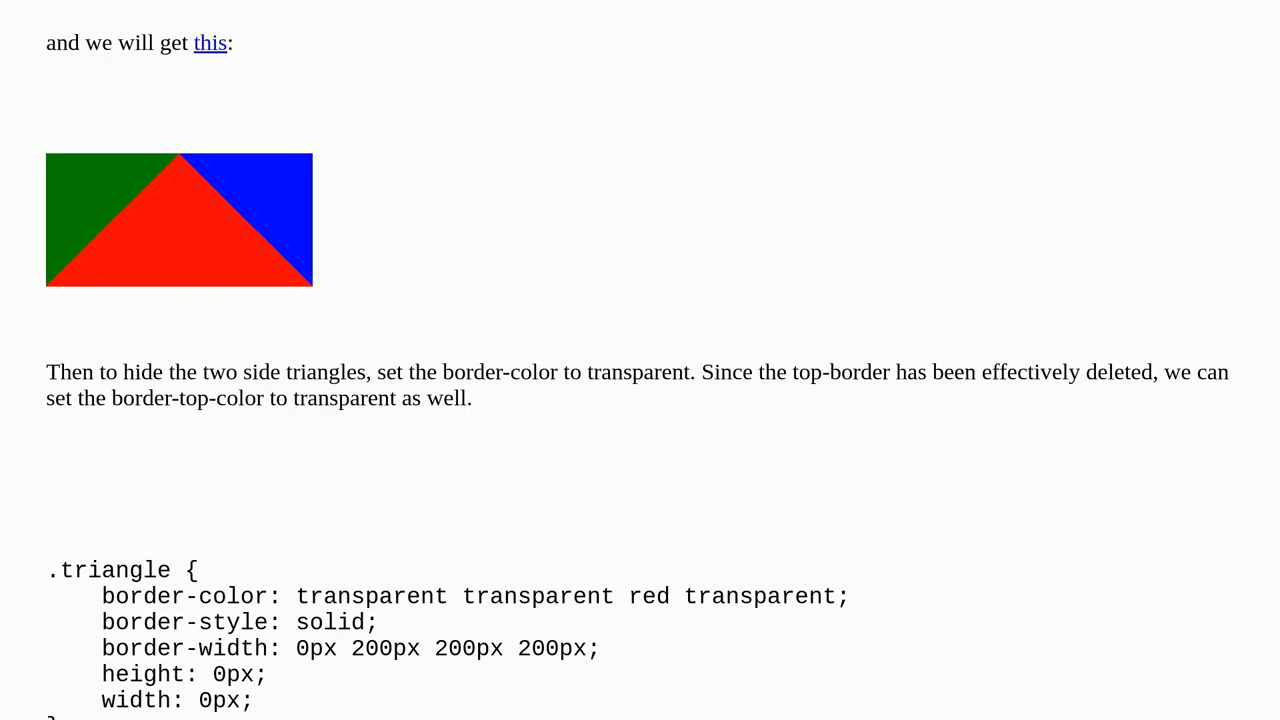 and we will get this:
Then to hide the two side triangles, set the border-color to transparent. Since the top-border has been effectively deleted, we can
set the border-top-color to transparent as well.
.triangle {
    border-color: transparent transparent red transparent;
    border-style: solid;
    border-width: 0px 200px 200px 200px;
    height: 0px;
    width: 0px;
}